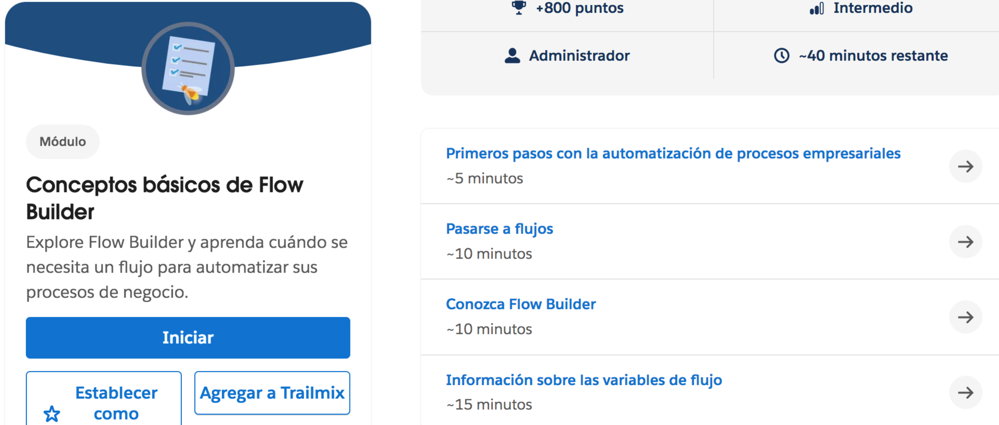 Módulo
Conceptos básicos de Flow
Builder
Explore Flow Builder y aprenda cuándo se
necesita un flujo para automatizar sus
procesos de negocio.
Iniciar
Establecer
como
Agregar a Trailmix
+800 puntos
Intermedio
Administrador
~40 minutos restante
Primeros pasos con la automatización de procesos empresariales
~5 minutos
Pasarse a flujos
~10 minutos
Conozca Flow Builder
~10 minutos
Información sobre las variables de flujo
~15 minutos